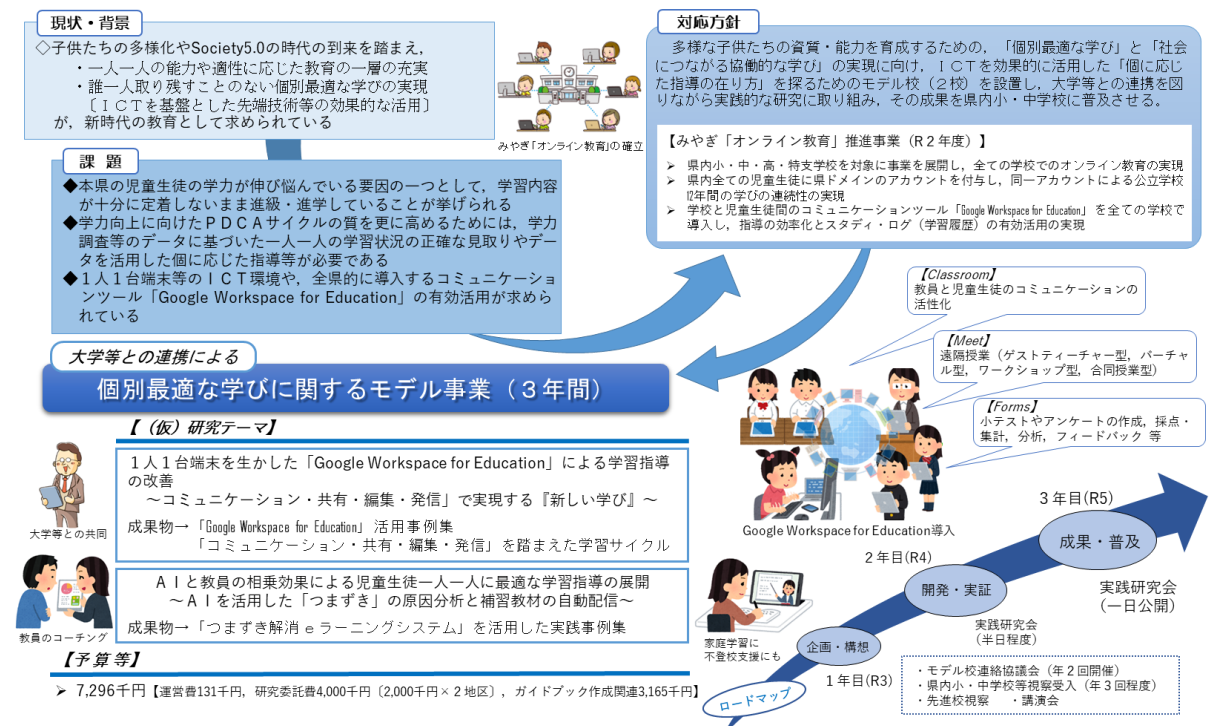 現状・背景
◇子供たちの多様化やSociety5.0の時代の到来を踏まえ，
・一人一人の能力や適性に応じた教育の一層の充実
・誰一人取り残すことのない個別最適な学びの実現
〔ＩＣＴを基盤とした先端技術等の効果的な活用〕
が，新時代の教育として求められている
みやぎ「オンライン教育」の確立
課 題
◆本県の児童生徒の学力が伸び悩んでいる要因の一つとして，学習内容
が十分に定着しないまま進級・進学していることが挙げられる
◆学力向上に向けたＰＤＣＡサイクルの質を更に高めるためには，学力
調査等のデータに基づいた一人一人の学習状況の正確な見取りやデー
タを活用した個に応じた指導等が必要である
◆１人１台端末等のＩＣＴ環境や，全県的に導入するコミュニケーショ
ンツール「Google Workspace for Education」の有効活用が求めら
れている
対応方針
多様な子供たちの資質・能力を育成するための，「個別最適な学び」と「社会
につながる協働的な学び」の実現に向け，ＩＣＴを効果的に活用した「個に応じ
た指導の在り方」を探るためのモデル校（２校）を設置し，大学等との連携を図
りながら実践的な研究に取り組み，その成果を県内小・中学校に普及させる。
【みやぎ「オンライン教育」推進事業（Ｒ２年度）】
➢ 県内小・中・高・特支学校を対象に事業を展開し，全ての学校でのオンライン教育の実現
➢ 県内全ての児童生徒に県ドメインのアカウントを付与し，同一アカウントによる公立学校
12年間の学びの連続性の実現
➢ 学校と児童生徒間のコミュニケーションツール「Google Workspace for Education」を全ての学校で
導入し，指導の効率化とスタディ・ログ（学習履歴）の有効活用の実現
大学等との連携による
個別最適な学びに関するモデル事業（３年間）
【（仮）研究テーマ】
１人１台端末を生かした「Google Workspace for Education」による学習指導
の改善
～コミュニケーション・共有・編集・発信」で実現する『新しい学び』～
成果物→「Google Workspace for Education」活用事例集
「コミュニケーション・共有・編集・発信」を踏まえた学習サイクル
大学等との共同
ＡＩと教員の相乗効果による児童生徒一人一人に最適な学習指導の展開
～ＡＩを活用した「つまずき」の原因分析と補習教材の自動配信～
成果物→「つまずき解消ｅラーニングシステム」を活用した実践事例集
教員のコーチング
【予算等】
➢ 7,296千円【運営費131千円，研究委託費4,000千円〔2,000千円×２地区〕，ガイドブック作成関連3,165千円】
【Classroom】
教員と児童生徒のコミュニケーションの
活性化
【Meet】
遠隔授業（ゲストティーチャー型，バーチャ
ル型，ワークショップ型，合同授業型）
【Forms】
小テストやアンケートの作成，採点・
集計，分析，フィードバック 等
Google Workspace for Education導入
家庭学習に
不登校支援にも
３年目(R5)
成果・普及
実践研究会
（一日公開）
２年目(R4)
開発・実証
実践研究会
（半日程度）
企画・構想
１年目(R3)
ロードマップ
・モデル校連絡協議会（年２回開催）
・県内小・中学校等視察受入（年３回程度）
・先進校視察 ・講演会